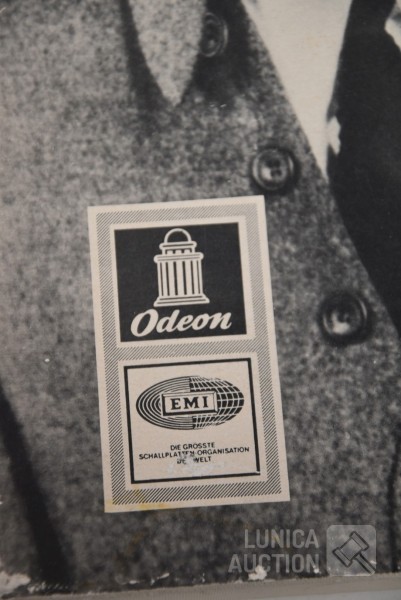 Odeon
EMI
DIE GRÖSSTE
SCHALLPLATTEN-ORGANISATION
DER WELT
LUNICA
AUCTION